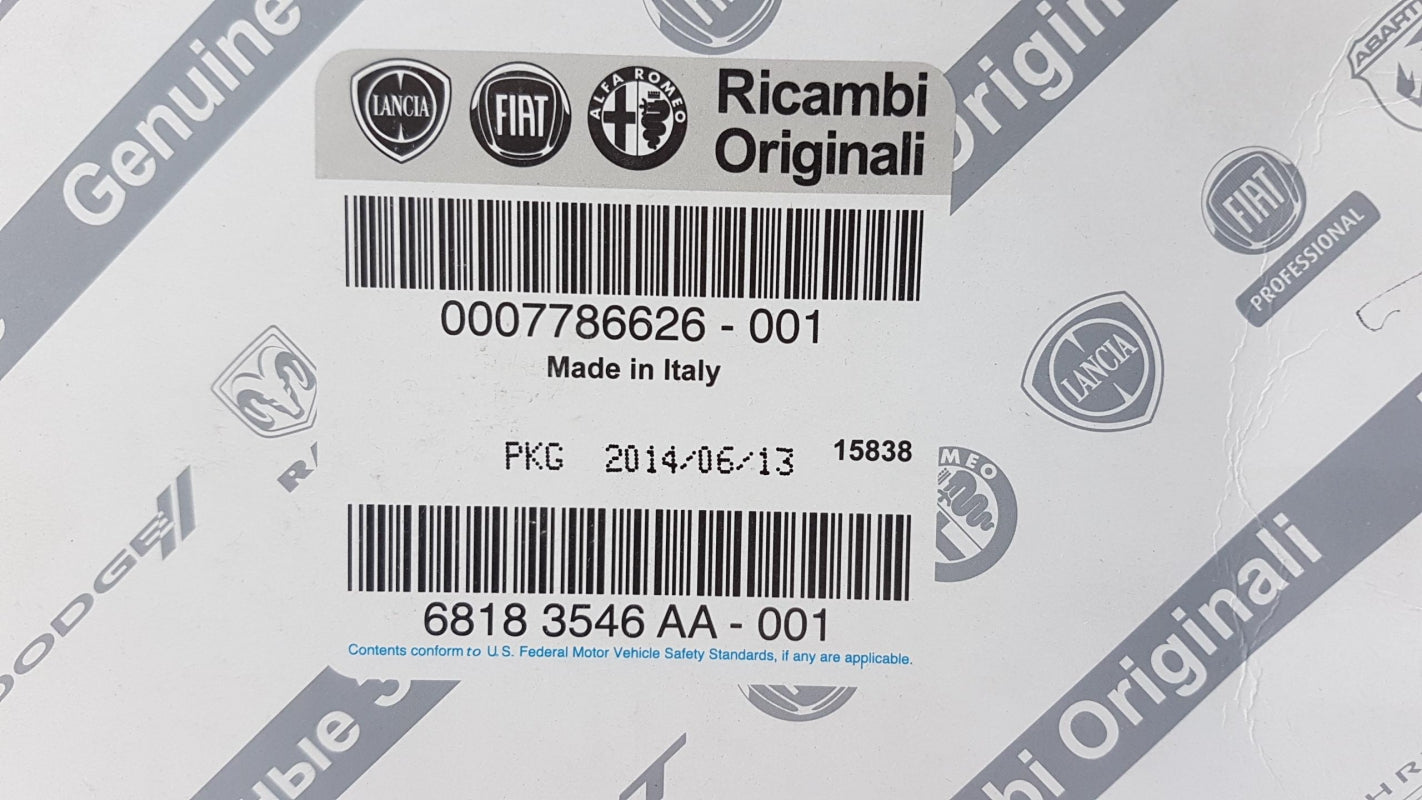 Genuine
LANCIA
FIAT
ALFA ROMEO
Ricambi
Originali
ABARTH
FIAT
PROFESSIONAL
0007786626 - 001
Made in Italy
LANCIA
PKG 2014/06/13 15838
MEO
DODGE
6818 3546 AA - 001
Contents conform to U.S. Federal Motor Vehicle Safety Standards, if any are applicable.
Originali